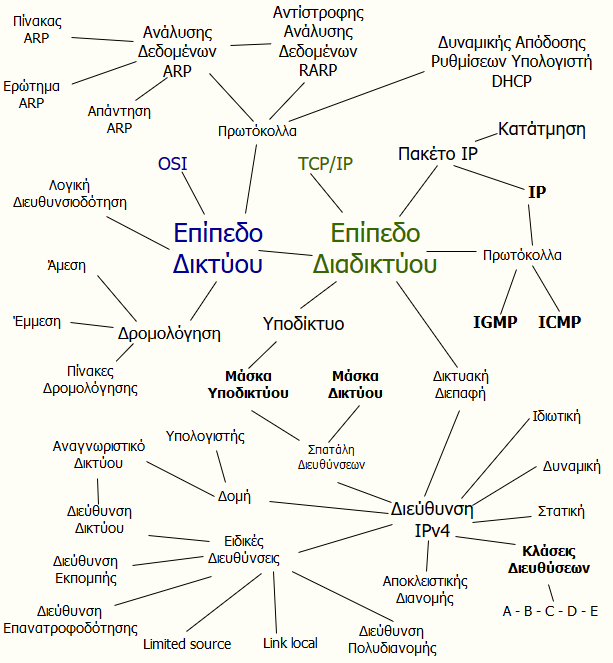 Πίνακας
ARP
Ανάλυσης
Δεδομένων
ARP
Αντίστροφης
Ανάλυσης
Δεδομένων
RARP
Δυναμικής Απόδοσης
Ρυθμίσεων Υπολογιστή
DHCP
Ερώτημα
ARP
Απάντηση
ARP
Πρωτόκολλα
Κατάτμηση
Πακέτο IP
OSI
TCP/IP
Λογική
Διευθυνσιοδότηση
IP
Επίπεδο
Δικτύου
Επίπεδο
Διαδικτύου
Πρωτόκολλα
Άμεση
Έμμεση
Δρομολόγηση
Υποδίκτυο
IGMP
ICMP
Πίνακες
Δρομολόγησης
Μάσκα
Υποδικτύου
Μάσκα
Δικτύου
Δικτυακή
Διεπαφή
Ιδιωτική
Αναγνωριστικό
Δικτύου
Υπολογιστής
Σπατάλη
Διευθύνσεων
Δυναμική
Δομή
Διεύθυνση
IPv4
Στατική
Διεύθυνση
Δικτύου
Ειδικές
Διευθύνσεις
Κλάσεις
Διευθύσεων
Διεύθυνση
Εκπομπής
Αποκλειστικής
Διανομής
A - B - C - D - E
Διεύθυνση
Επανατροφοδότησης
Limited source
Link local
Διεύθυνση
Πολυδιανομής